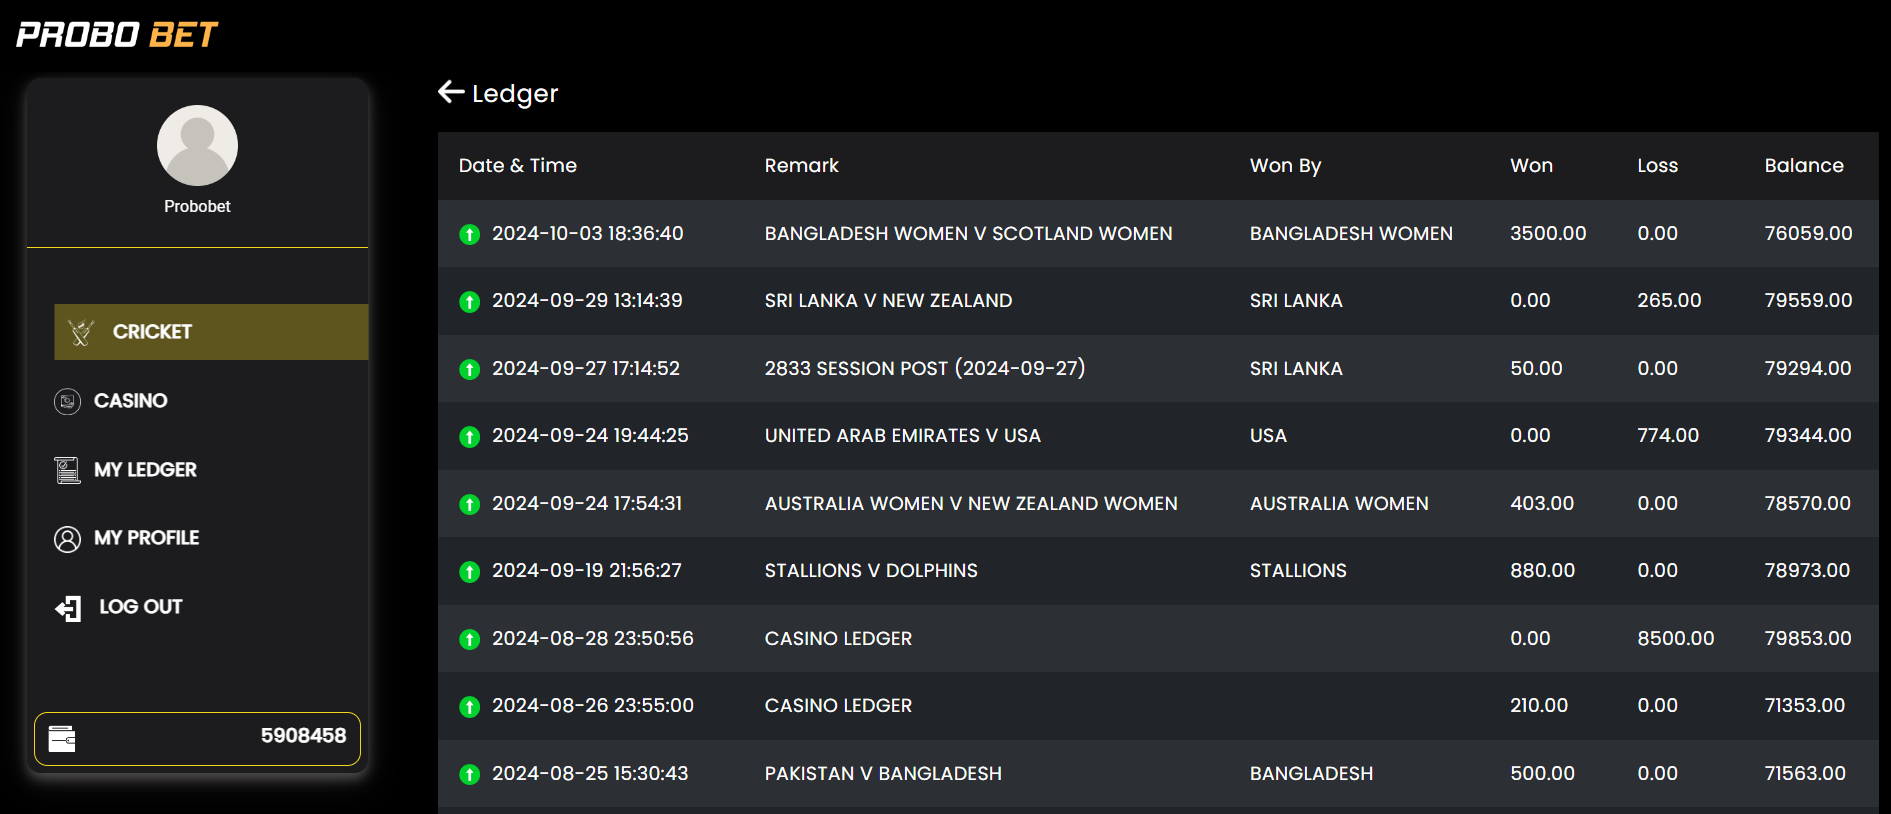 PROBO BET
Probobet
CRICKET
CASINO
MY LEDGER
MY PROFILE
LOG OUT
5908458
Ledger
Date & Time Remark Won By Won Loss Balance
2024-10-03 18:36:40 BANGLADESH WOMEN V SCOTLAND WOMEN BANGLADESH WOMEN 3500.00 0.00 76059.00
2024-09-29 13:14:39 SRI LANKA V NEW ZEALAND SRI LANKA 0.00 265.00 79559.00
2024-09-27 17:14:52 2833 SESSION POST (2024-09-27) SRI LANKA 50.00 0.00 79294.00
2024-09-24 19:44:25 UNITED ARAB EMIRATES V USA USA 0.00 774.00 79344.00
2024-09-24 17:54:31 AUSTRALIA WOMEN V NEW ZEALAND WOMEN AUSTRALIA WOMEN 403.00 0.00 78570.00
2024-09-19 21:56:27 STALLIONS V DOLPHINS STALLIONS 880.00 0.00 78973.00
2024-08-28 23:50:56 CASINO LEDGER 0.00 8500.00 79853.00
2024-08-26 23:55:00 CASINO LEDGER 210.00 0.00 71353.00
2024-08-25 15:30:43 PAKISTAN V BANGLADESH BANGLADESH 500.00 0.00 71563.00